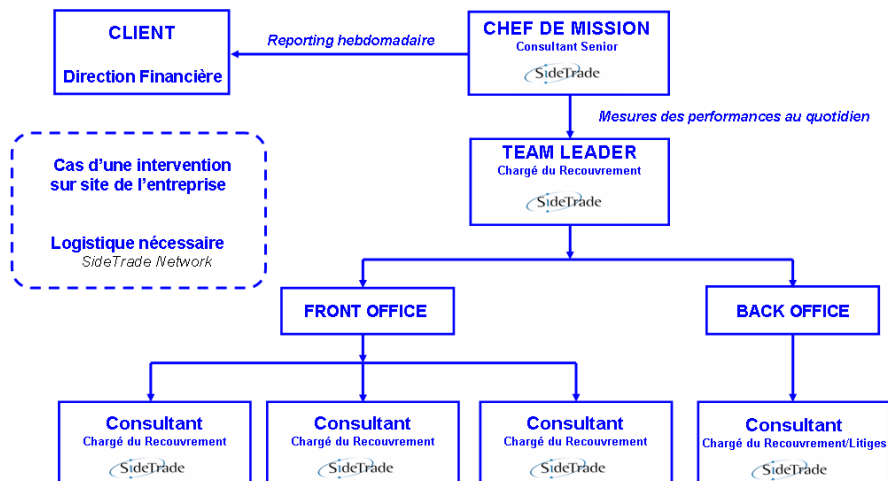 CLIENT
Direction Financière
Reporting hebdomadaire
CHEF DE MISSION
Consultant Senior
SideTrade
Mesures des performances au quotidien
TEAM LEADER
Chargé du Recouvrement
SideTrade
Cas d'une intervention
sur site de l'entreprise
Logistique nécessaire
SideTrade Network
FRONT OFFICE
BACK OFFICE
Consultant
Chargé du Recouvrement
SideTrade
Consultant
Chargé du Recouvrement
SideTrade
Consultant
Chargé du Recouvrement
SideTrade
Consultant
Chargé du Recouvrement/Litiges
SideTrade